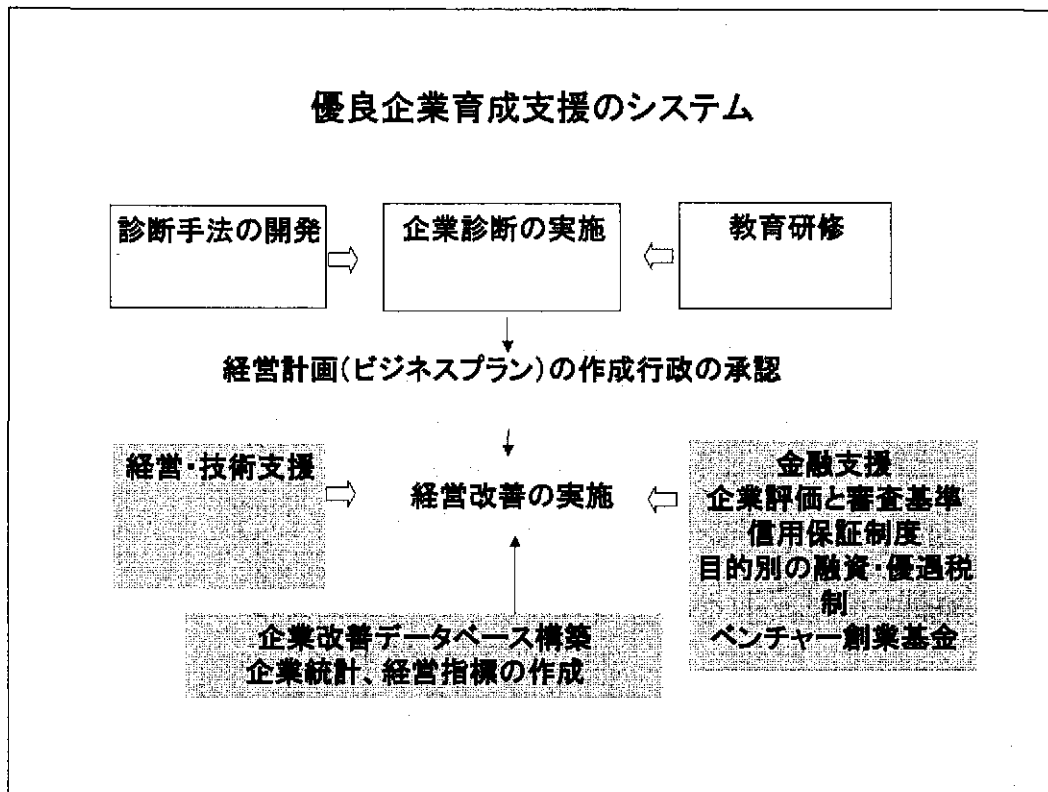 優良企業育成支援のシステム
診断手法の開発
企業診断の実施
教育研修
経営計画(ビジネスプラン)の作成行政の承認
経営・技術支援
経営改善の実施
金融支援
企業評価と審査基準
信用保証制度
目的別の融資・優過税
制
ベンチャー創業基金
企業改善データベース構築
企業統計、経営指標の作成